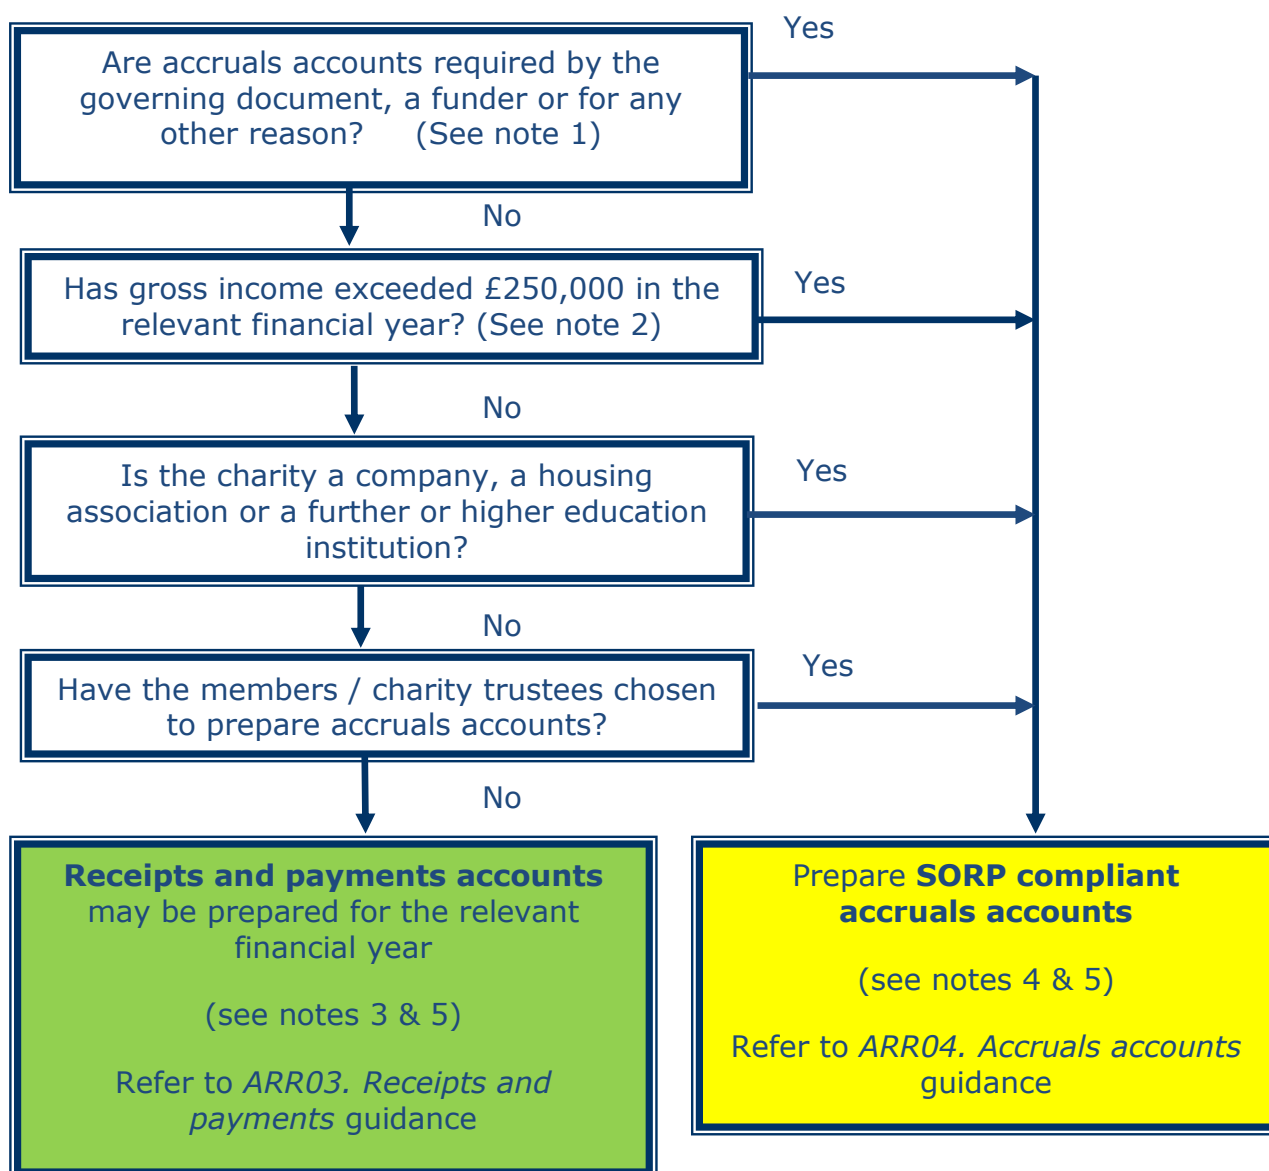 Yes
Are accruals accounts required by the
governing document, a funder or for any
other reason? (See note 1)
No
Has gross income exceeded £250,000 in the
relevant financial year? (See note 2)
Yes
No
Is the charity a company, a housing
association or a further or higher education
institution?
Yes
No
Have the members / charity trustees chosen
to prepare accruals accounts?
Yes
No
Receipts and payments accounts
may be prepared for the relevant
financial year
(see notes 3 & 5)
Refer to ARR03. Receipts and
payments guidance
Prepare SORP compliant
accruals accounts
(see notes 4 & 5)
Refer to ARR04. Accruals accounts
guidance